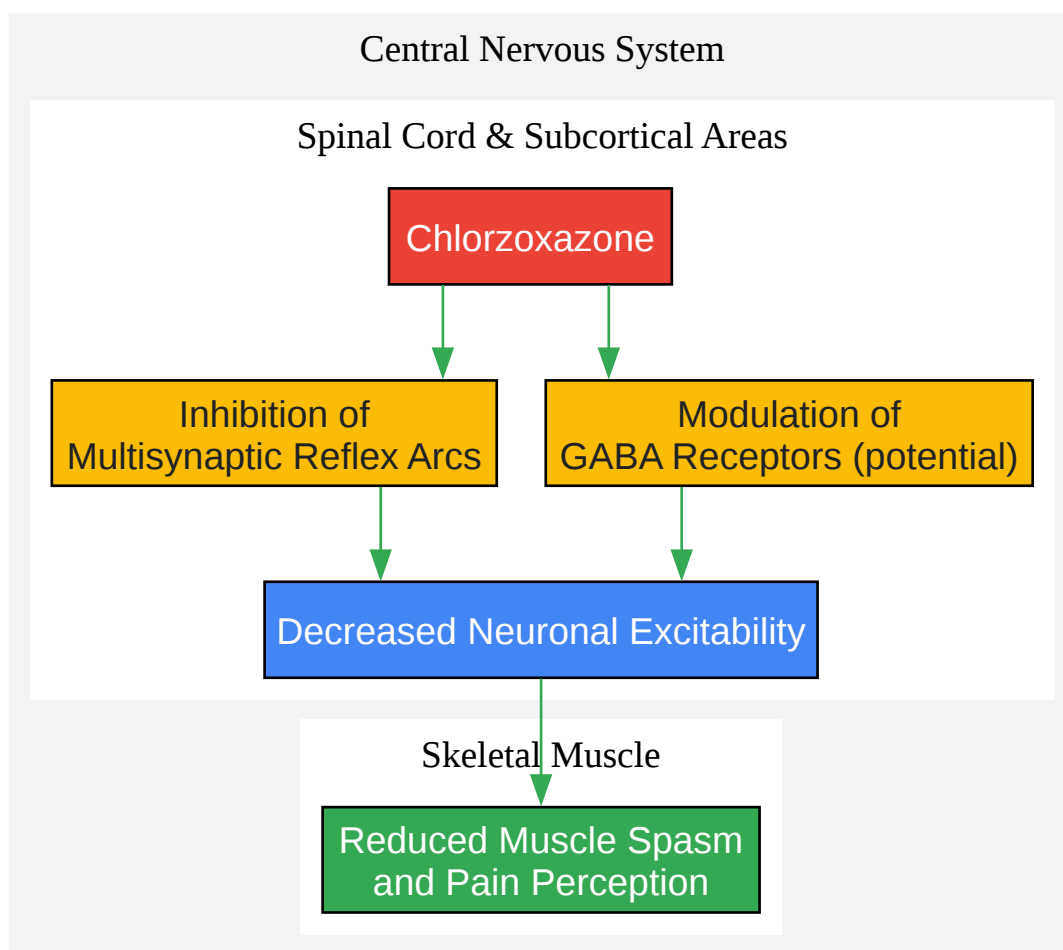 Central Nervous System
Spinal Cord & Subcortical Areas
Chlorzoxazone
Inhibition of
Multisynaptic Reflex Arcs
Modulation of
GABA Receptors (potential)
Decreased Neuronal Excitability
Skeletal Muscle
Reduced Muscle Spasm
and Pain Perception